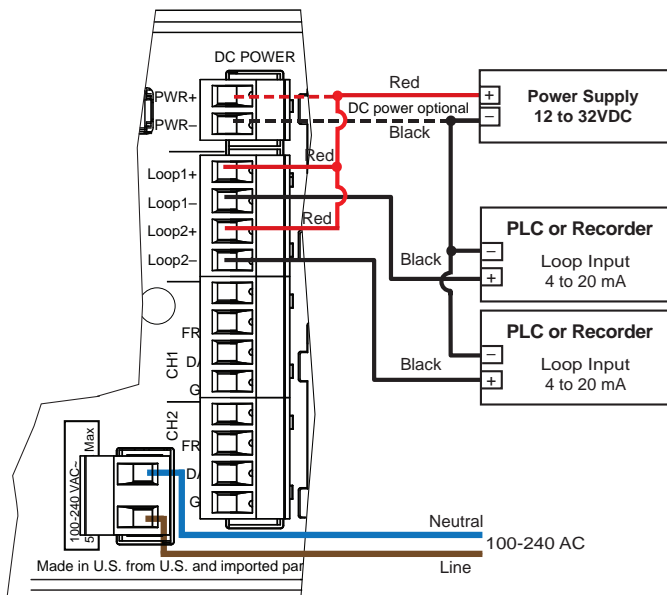 DC POWER
PWR+
PWR–
Red
DC power optional
Black
+
–
Power Supply
12 to 32VDC
Loop1+
Loop1–
Loop2+
Loop2–
Red
Red
Black
Black
–
+
PLC or Recorder
Loop Input
4 to 20 mA
–
+
PLC or Recorder
Loop Input
4 to 20 mA
CH1
FR
G
CH2
FR
G
100-240 VAC~
5
Max
Neutral
100-240 AC
Line
Made in U.S. from U.S. and imported par